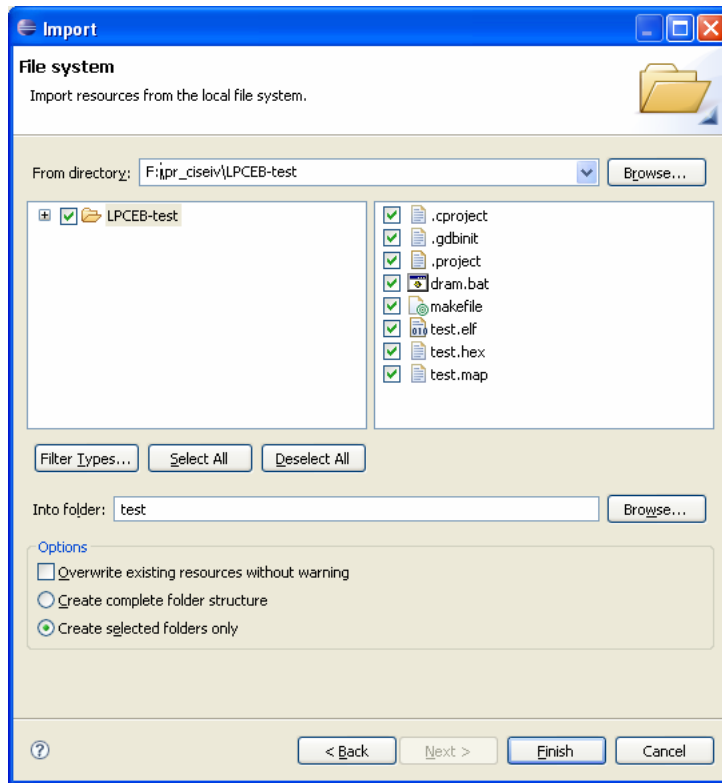 Import
File system
Import resources from the local file system.
From directory: F:\pr_ciseiv\LPCEB-test Browse...
LPCEB-test
.cproject
.gdbinit
.project
dram.bat
makefile
test.elf
test.hex
test.map
Filter Types... Select All Deselect All
Into folder: test Browse...
Options
Overwrite existing resources without warning
Create complete folder structure
Create selected folders only
< Back Next > Finish Cancel